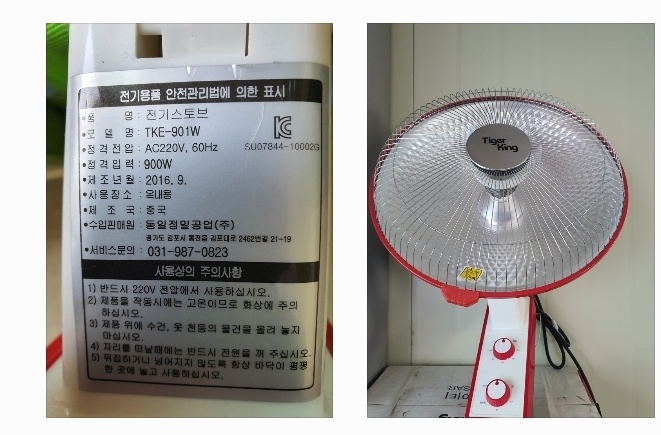 전기용품 안전관리법에 의한 표시
•품 명 : 전기스토브
•모 델 명 : TKE-901W
•정격전압 : AC220V, 60Hz
SU07844-10002G
•정격입력 : 900W
•제조년월 : 2016. 9.
•사용장소 : 옥내용
•제 조 국 : 중국
•수입판매원 : 동일정밀공업(주)
경기도 김포시 통진읍 김포대로 2462번길 21-19
•서비스문의 : 031-987-0823
사용상의 주의사항
1) 반드시 220V 전압에서 사용하십시오.
2) 제품을 작동시에는 고온이므로 화상에 주의
하십시오.
3) 제품 위에 수건, 옷 천등의 물건을 올려 놓지
마십시오.
4) 자리를 떠날때에는 반드시 전원을 꺼 주십시오.
5) 뒤집히거나 넘어지지 않도록 항상 바닥이 평평
한 곳에 놓고 사용하십시오.
Tiger
King